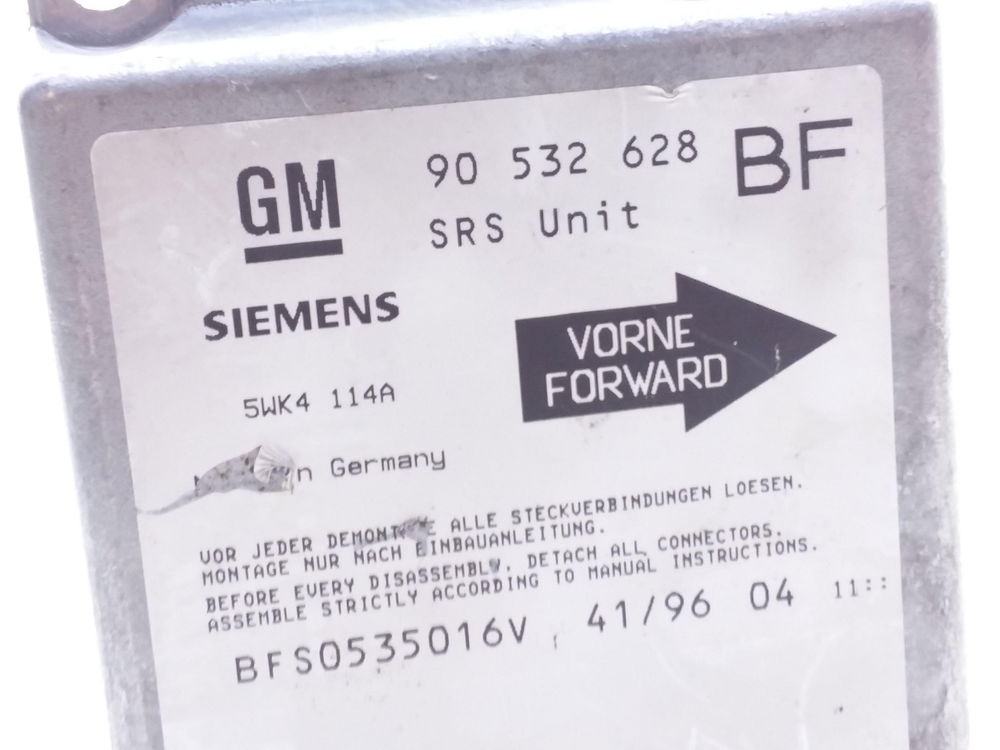 GM
90 532 628
BF
SRS Unit
SIEMENS
VORNE
FORWARD
5WK4 114A
Germany
VOR JEDER DEMONTAGE ALLE STECKVERBINDUNGEN LOESEN.
MONTAGE NUR NACH EINBAUANLEITUNG.
BEFORE EVERY DISASSEMBLY, DETACH ALL CONNECTORS.
ASSEMBLE STRICTLY ACCORDING TO MANUAL INSTRUCTIONS.
BFS0535016V 41/96 04 11::